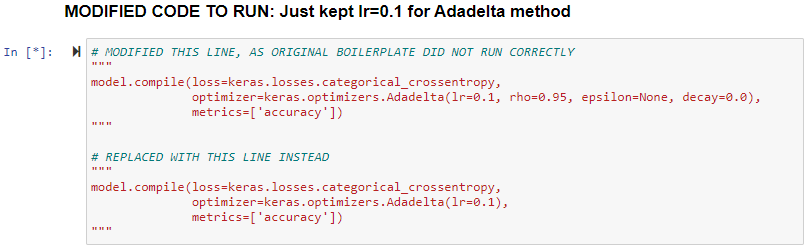 MODIFIED CODE TO RUN: Just kept lr=0.1 for Adadelta method
In [*]:
# MODIFIED THIS LINE, AS ORIGINAL BOILERPLATE DID NOT RUN CORRECTLY
"""
model.compile(loss=keras.losses.categorical_crossentropy,
              optimizer=keras.optimizers.Adadelta(lr=0.1, rho=0.95, epsilon=None, decay=0.0),
              metrics=['accuracy'])
"""
# REPLACED WITH THIS LINE INSTEAD
"""
model.compile(loss=keras.losses.categorical_crossentropy,
              optimizer=keras.optimizers.Adadelta(lr=0.1),
              metrics=['accuracy'])
"""